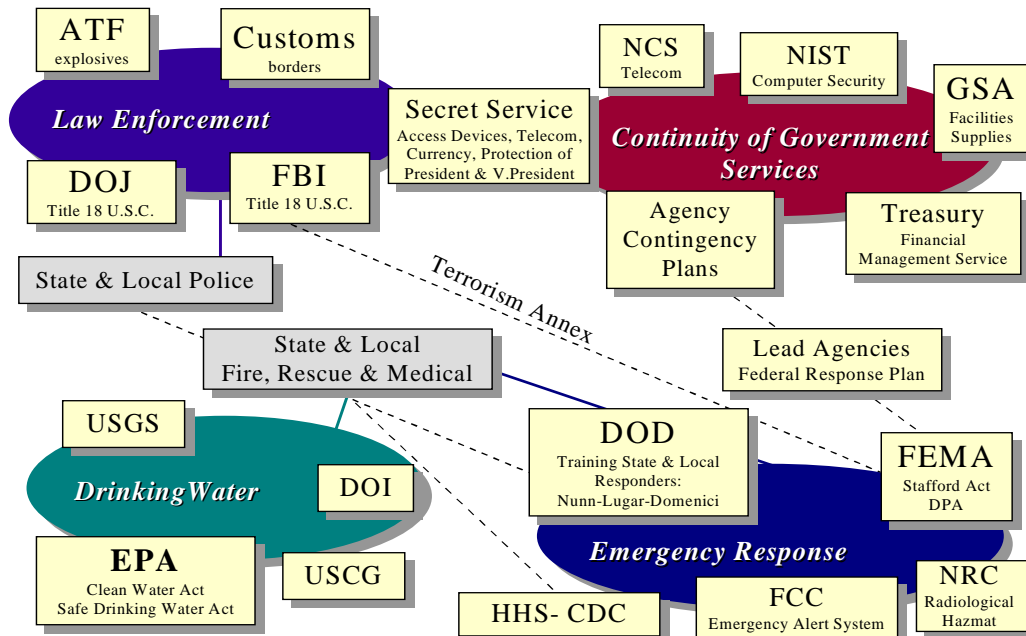 ATF
explosives
Customs
borders
Law Enforcement
DOJ
Title 18 U.S.C.
FBI
Title 18 U.S.C.
Secret Service
Access Devices, Telecom,
Currency, Protection of
President & V.President
NCS
Telecom
NIST
Computer Security
GSA
Facilities
Supplies
Continuity of Government
Services
Agency
Contingency
Plans
Treasury
Financial
Management Service
State & Local Police
Terrorism Annex
State & Local
Fire, Rescue & Medical
Lead Agencies
Federal Response Plan
USGS
DrinkingWater
DOI
EPA
Clean Water Act
Safe Drinking Water Act
USCG
DOD
Training State & Local
Responders:
Nunn-Lugar-Domenici
FEMA
Stafford Act
DPA
Emergency Response
HHS- CDC
FCC
Emergency Alert System
NRC
Radiological
Hazmat